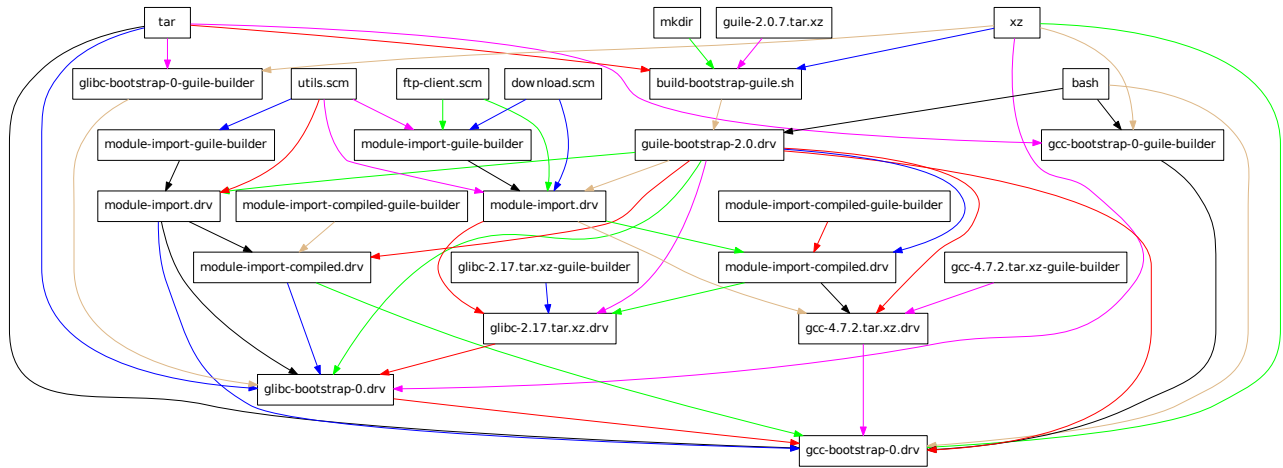 tar
mkdir
guile-2.0.7.tar.xz
xz
glibc-bootstrap-0-guile-builder
utils.scm
ftp-client.scm
download.scm
build-bootstrap-guile.sh
bash
module-import-guile-builder
module-import-guile-builder
guile-bootstrap-2.0.drv
gcc-bootstrap-0-guile-builder
module-import.drv
module-import-compiled-guile-builder
module-import.drv
module-import-compiled-guile-builder
module-import-compiled.drv
glibc-2.17.tar.xz-guile-builder
module-import-compiled.drv
gcc-4.7.2.tar.xz-guile-builder
glibc-2.17.tar.xz.drv
gcc-4.7.2.tar.xz.drv
glibc-bootstrap-0.drv
gcc-bootstrap-0.drv